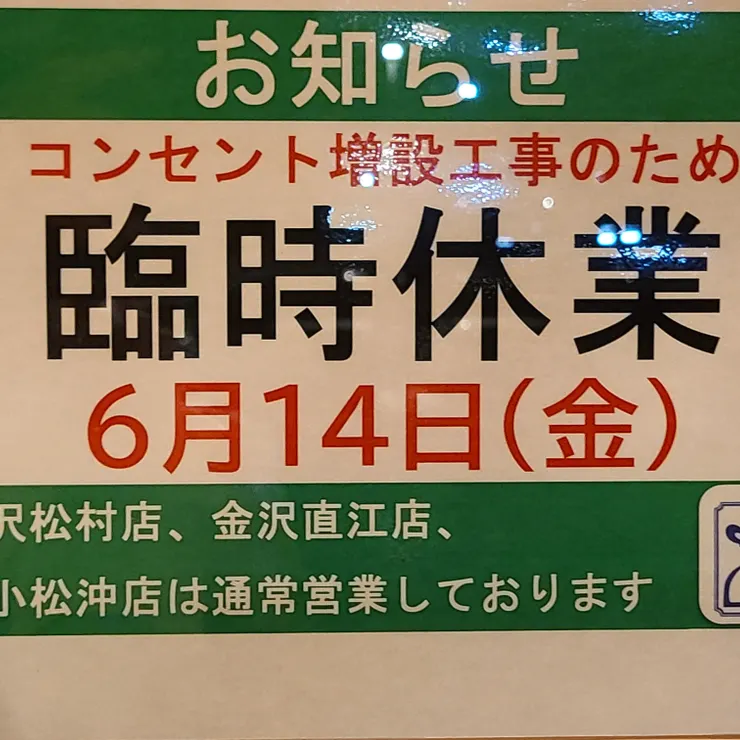 お知らせ
コンセント増設工事のため
臨時休業
6月14日(金)
沢松村店、金沢直江店、
小松沖店は通常営業しております